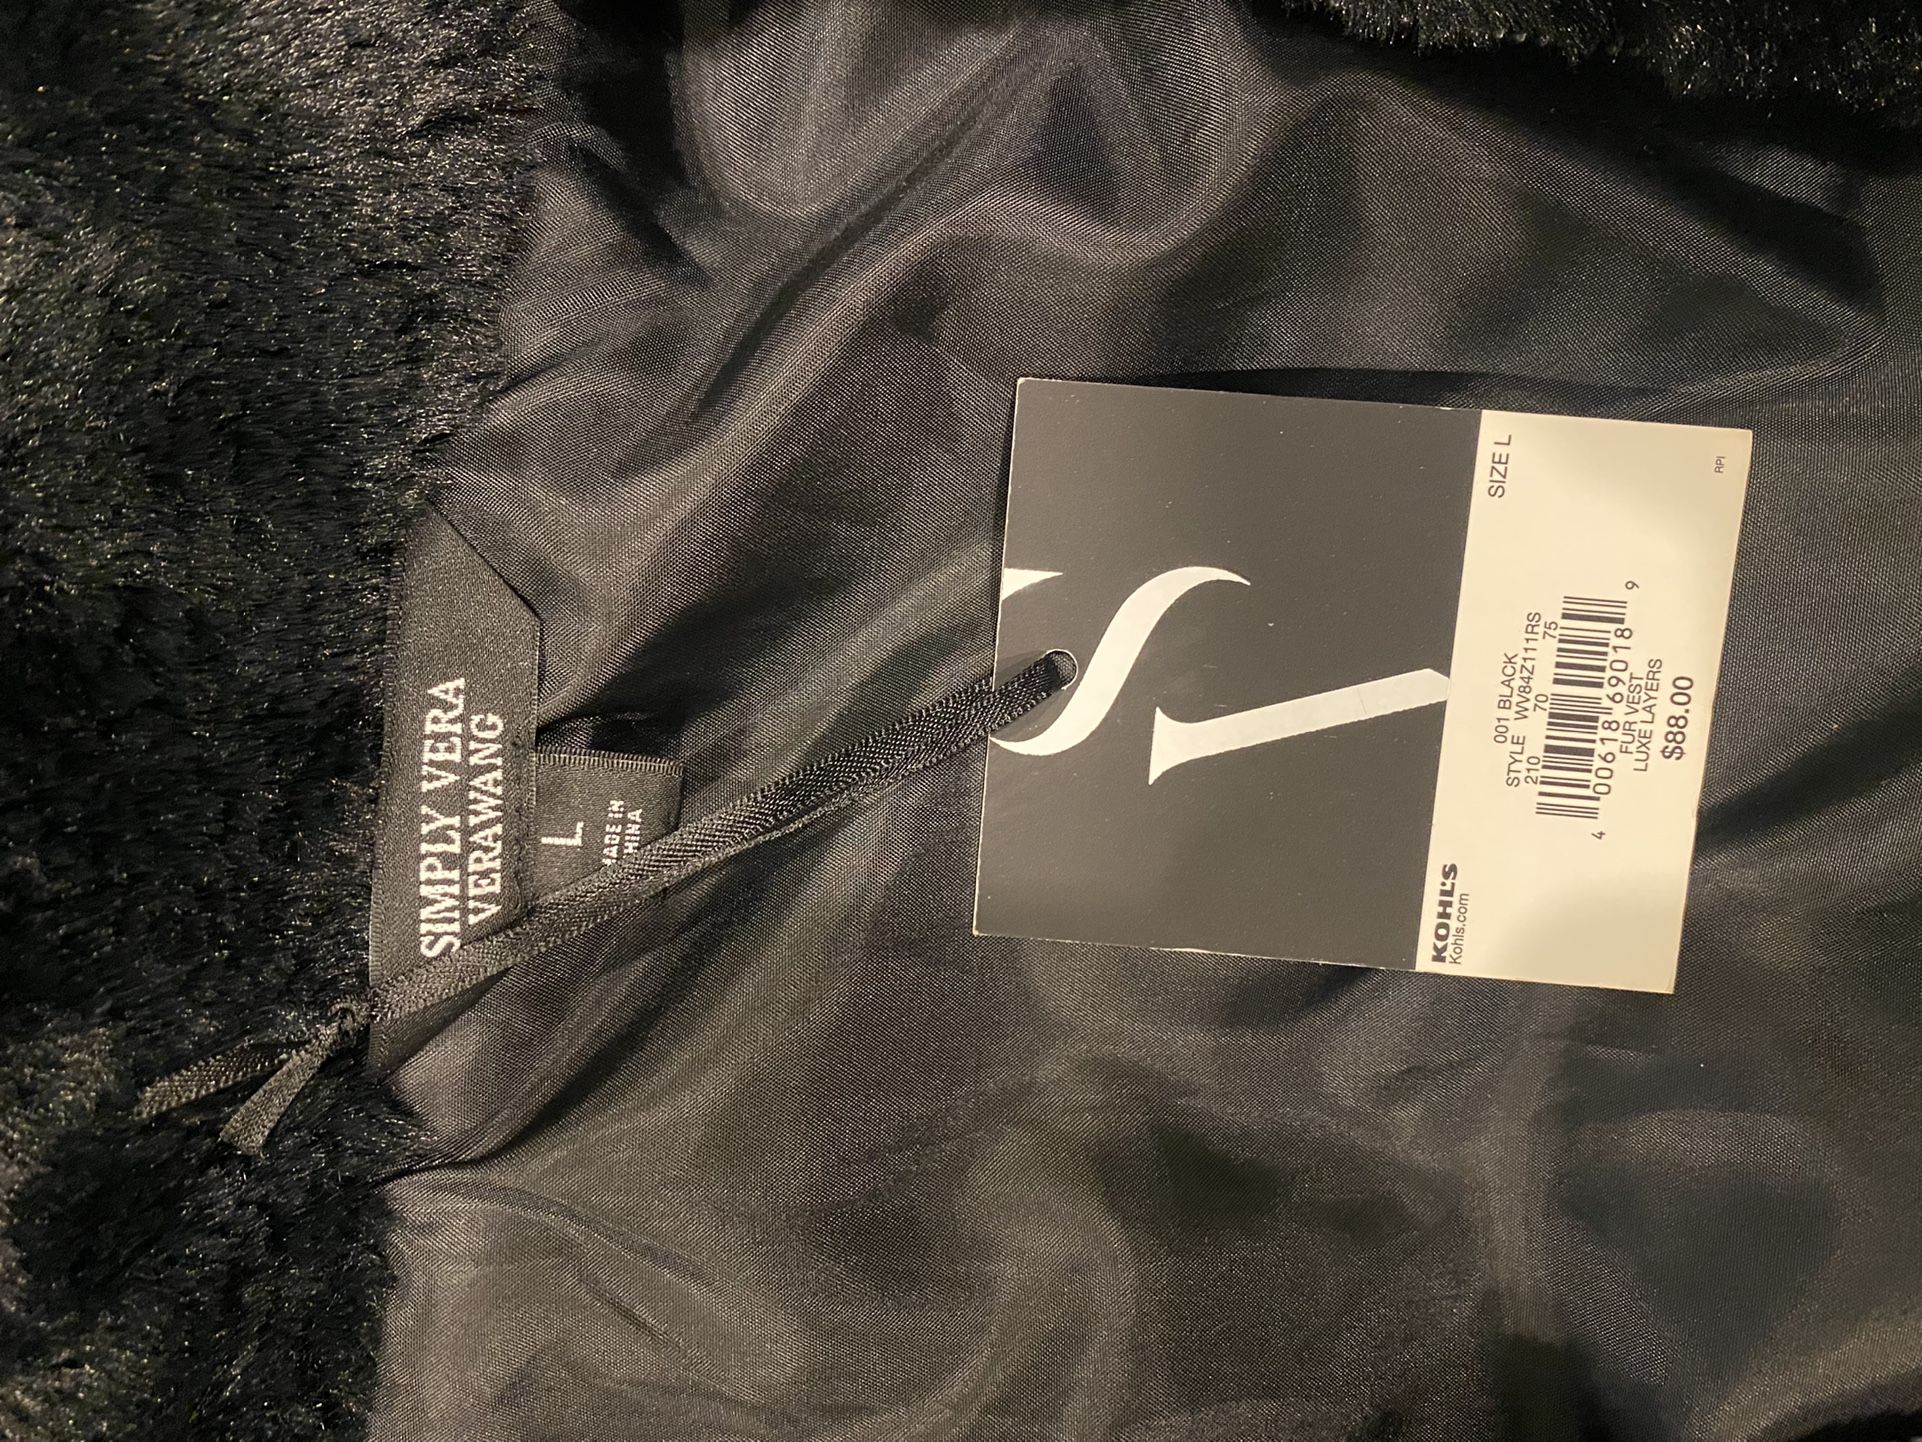 SIMPLY VERA
VERAWANG
L
MADE IN
CHINA
SIZE L
RPI
001 BLACK
STYLE WV84Z111RS
210 70 75
4 00618 69018 9
FUR VEST
LUXE LAYERS
$88.00
KOHL'S
Kohls.com